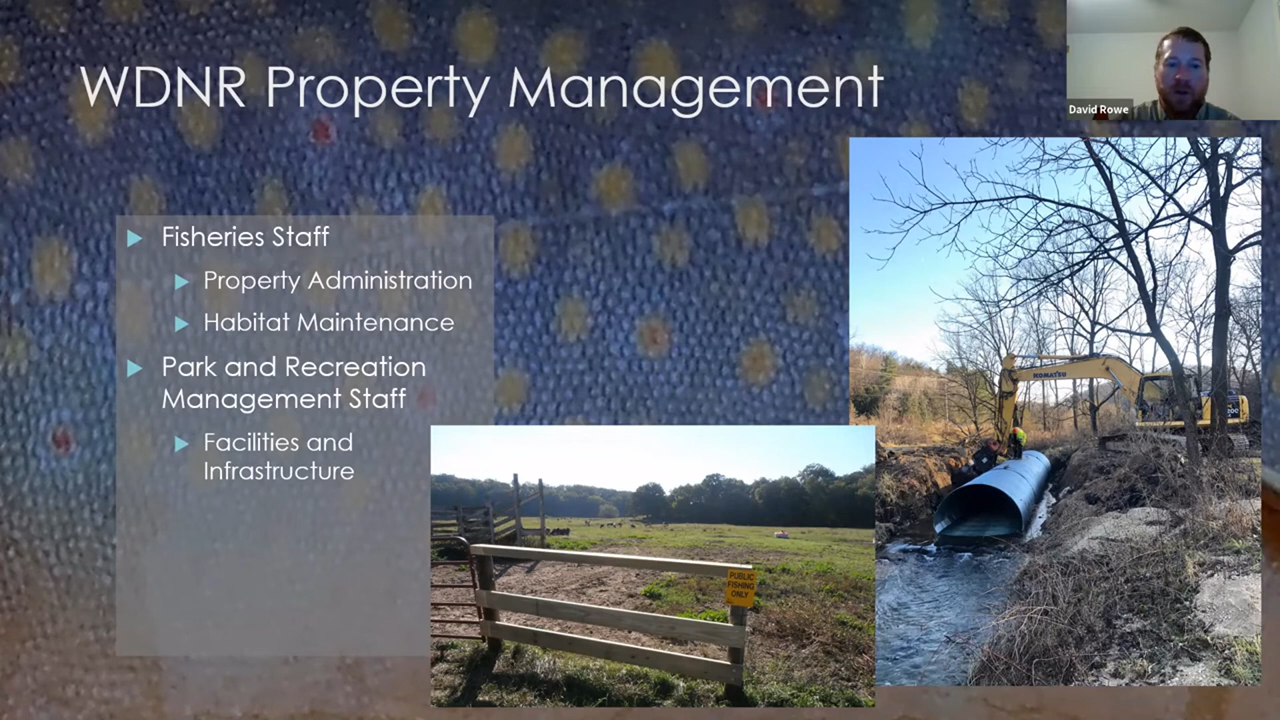 WDNR Property Management
David Rowe
Fisheries Staff
Property Administration
Habitat Maintenance
Park and Recreation
Management Staff
Facilities and
Infrastructure
PUBLIC
FISHING
ONLY
KOMATSU